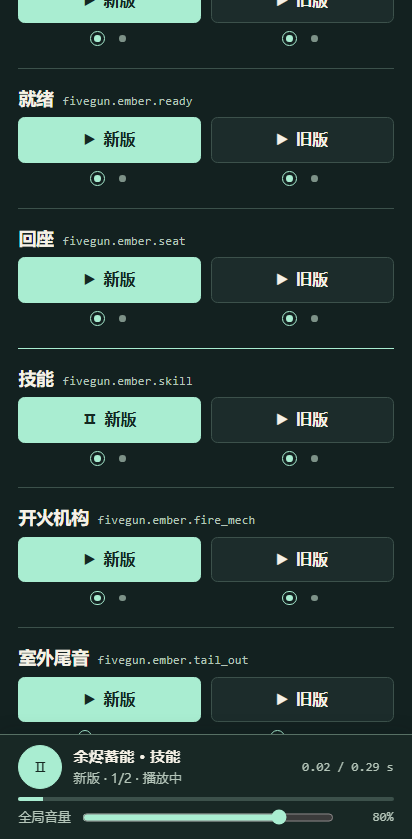 ▶ 新版 ▶ 旧版
就绪 fivegun.ember.ready
▶ 新版 ▶ 旧版
回座 fivegun.ember.seat
▶ 新版 ▶ 旧版
技能 fivegun.ember.skill
⏸ 新版 ▶ 旧版
开火机构 fivegun.ember.fire_mech
▶ 新版 ▶ 旧版
室外尾音 fivegun.ember.tail_out
▶ 新版 ▶ 旧版
余烬蓄能 · 技能
新版 · 1/2 · 播放中
0.02 / 0.29 s
全局音量 80%